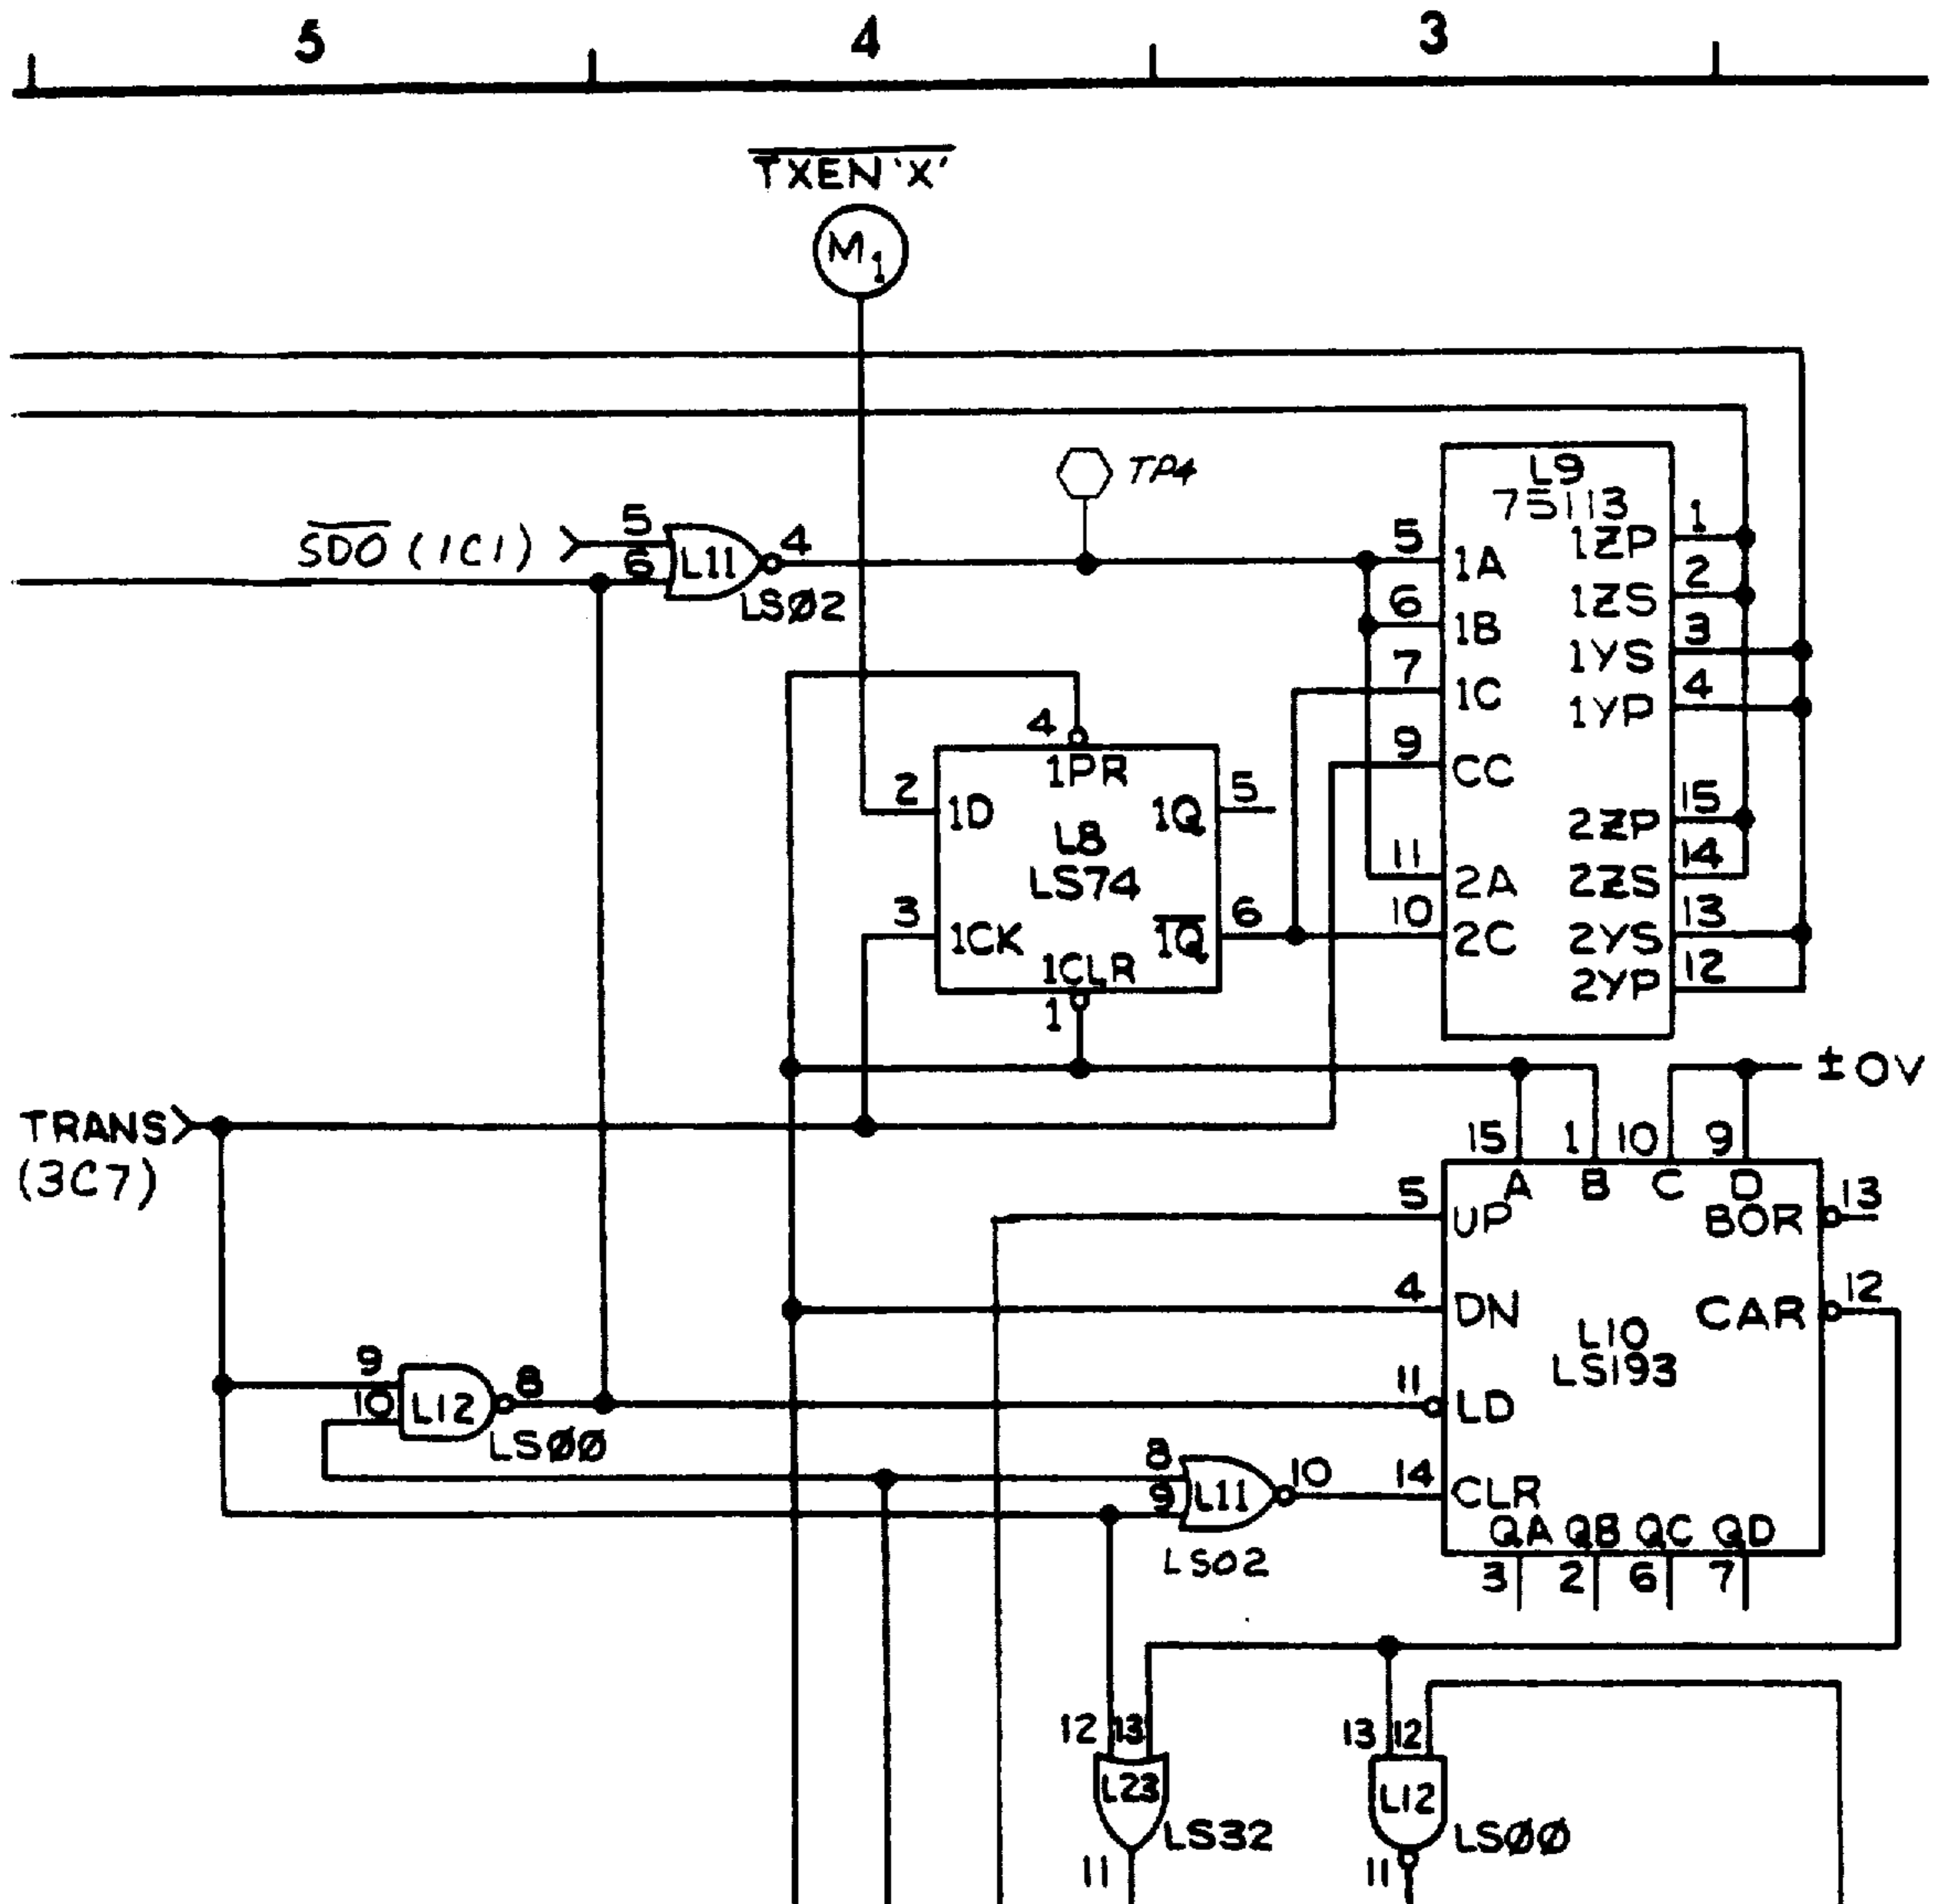 5 4 3
TXEN'X'
M1
TP4
L9
75113
SDO (1C1)
5
6
L11
4
LSØ2
5 1A
6 1B
7 1C
9 CC
11 2A
10 2C
1ZP 1
1ZS 2
1YS 3
1YP 4
2ZP 15
2ZS 14
2YS 13
2YP 12
4
1PR
2 1D
1Q 5
L8
LS74
3 1CK
1Q 6
1CLR
1
±0V
TRANS
(3C7)
15 1 10 9
A B C D
5 UP
BOR 13
4 DN
CAR 12
L10
LS193
11 LD
14 CLR
QA QB QC QD
3 2 6 7
9
10
L12
8
LSØØ
8
9
L11
10
LS02
12 13
L23
LS32
11
13 12
L12
LSØØ
11